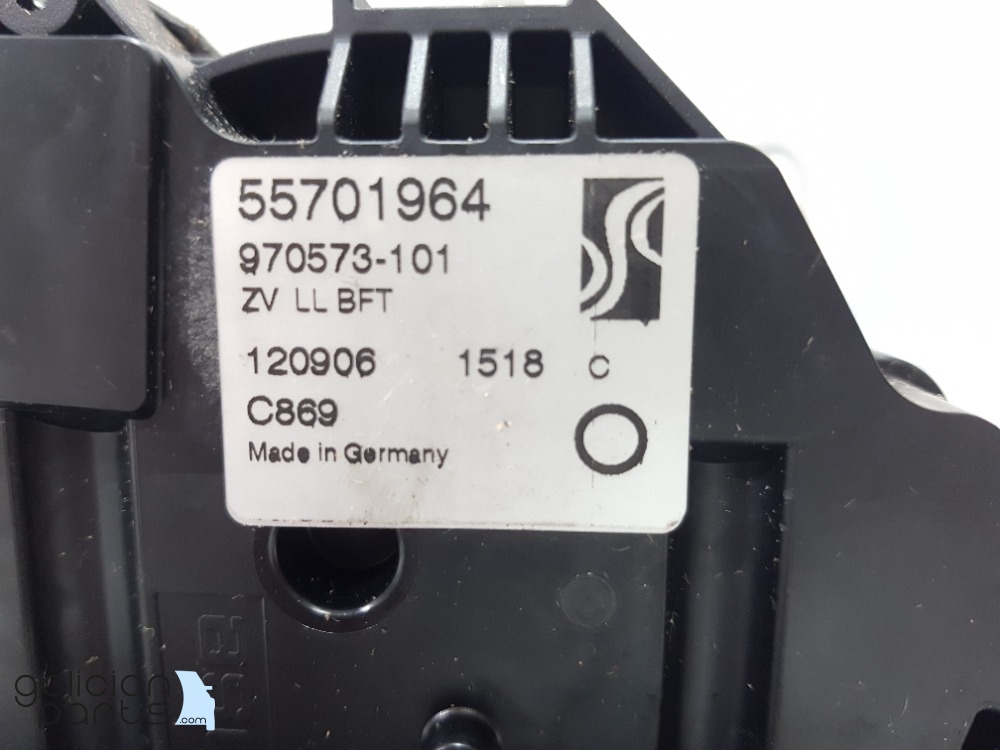 55701964
970573-101
ZV LL BFT
120906 1518 C
C869
Made in Germany
galician
parts
.com